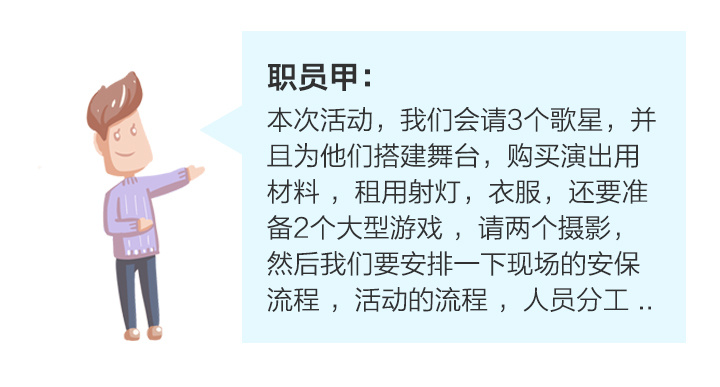 职员甲：
本次活动，我们会请3个歌星，并
且为他们搭建舞台，购买演出用
材料 ，租用射灯，衣服，还要准
备2个大型游戏 ，请两个摄影，
然后我们要安排一下现场的安保
流程 ，活动的流程 ，人员分工 ..